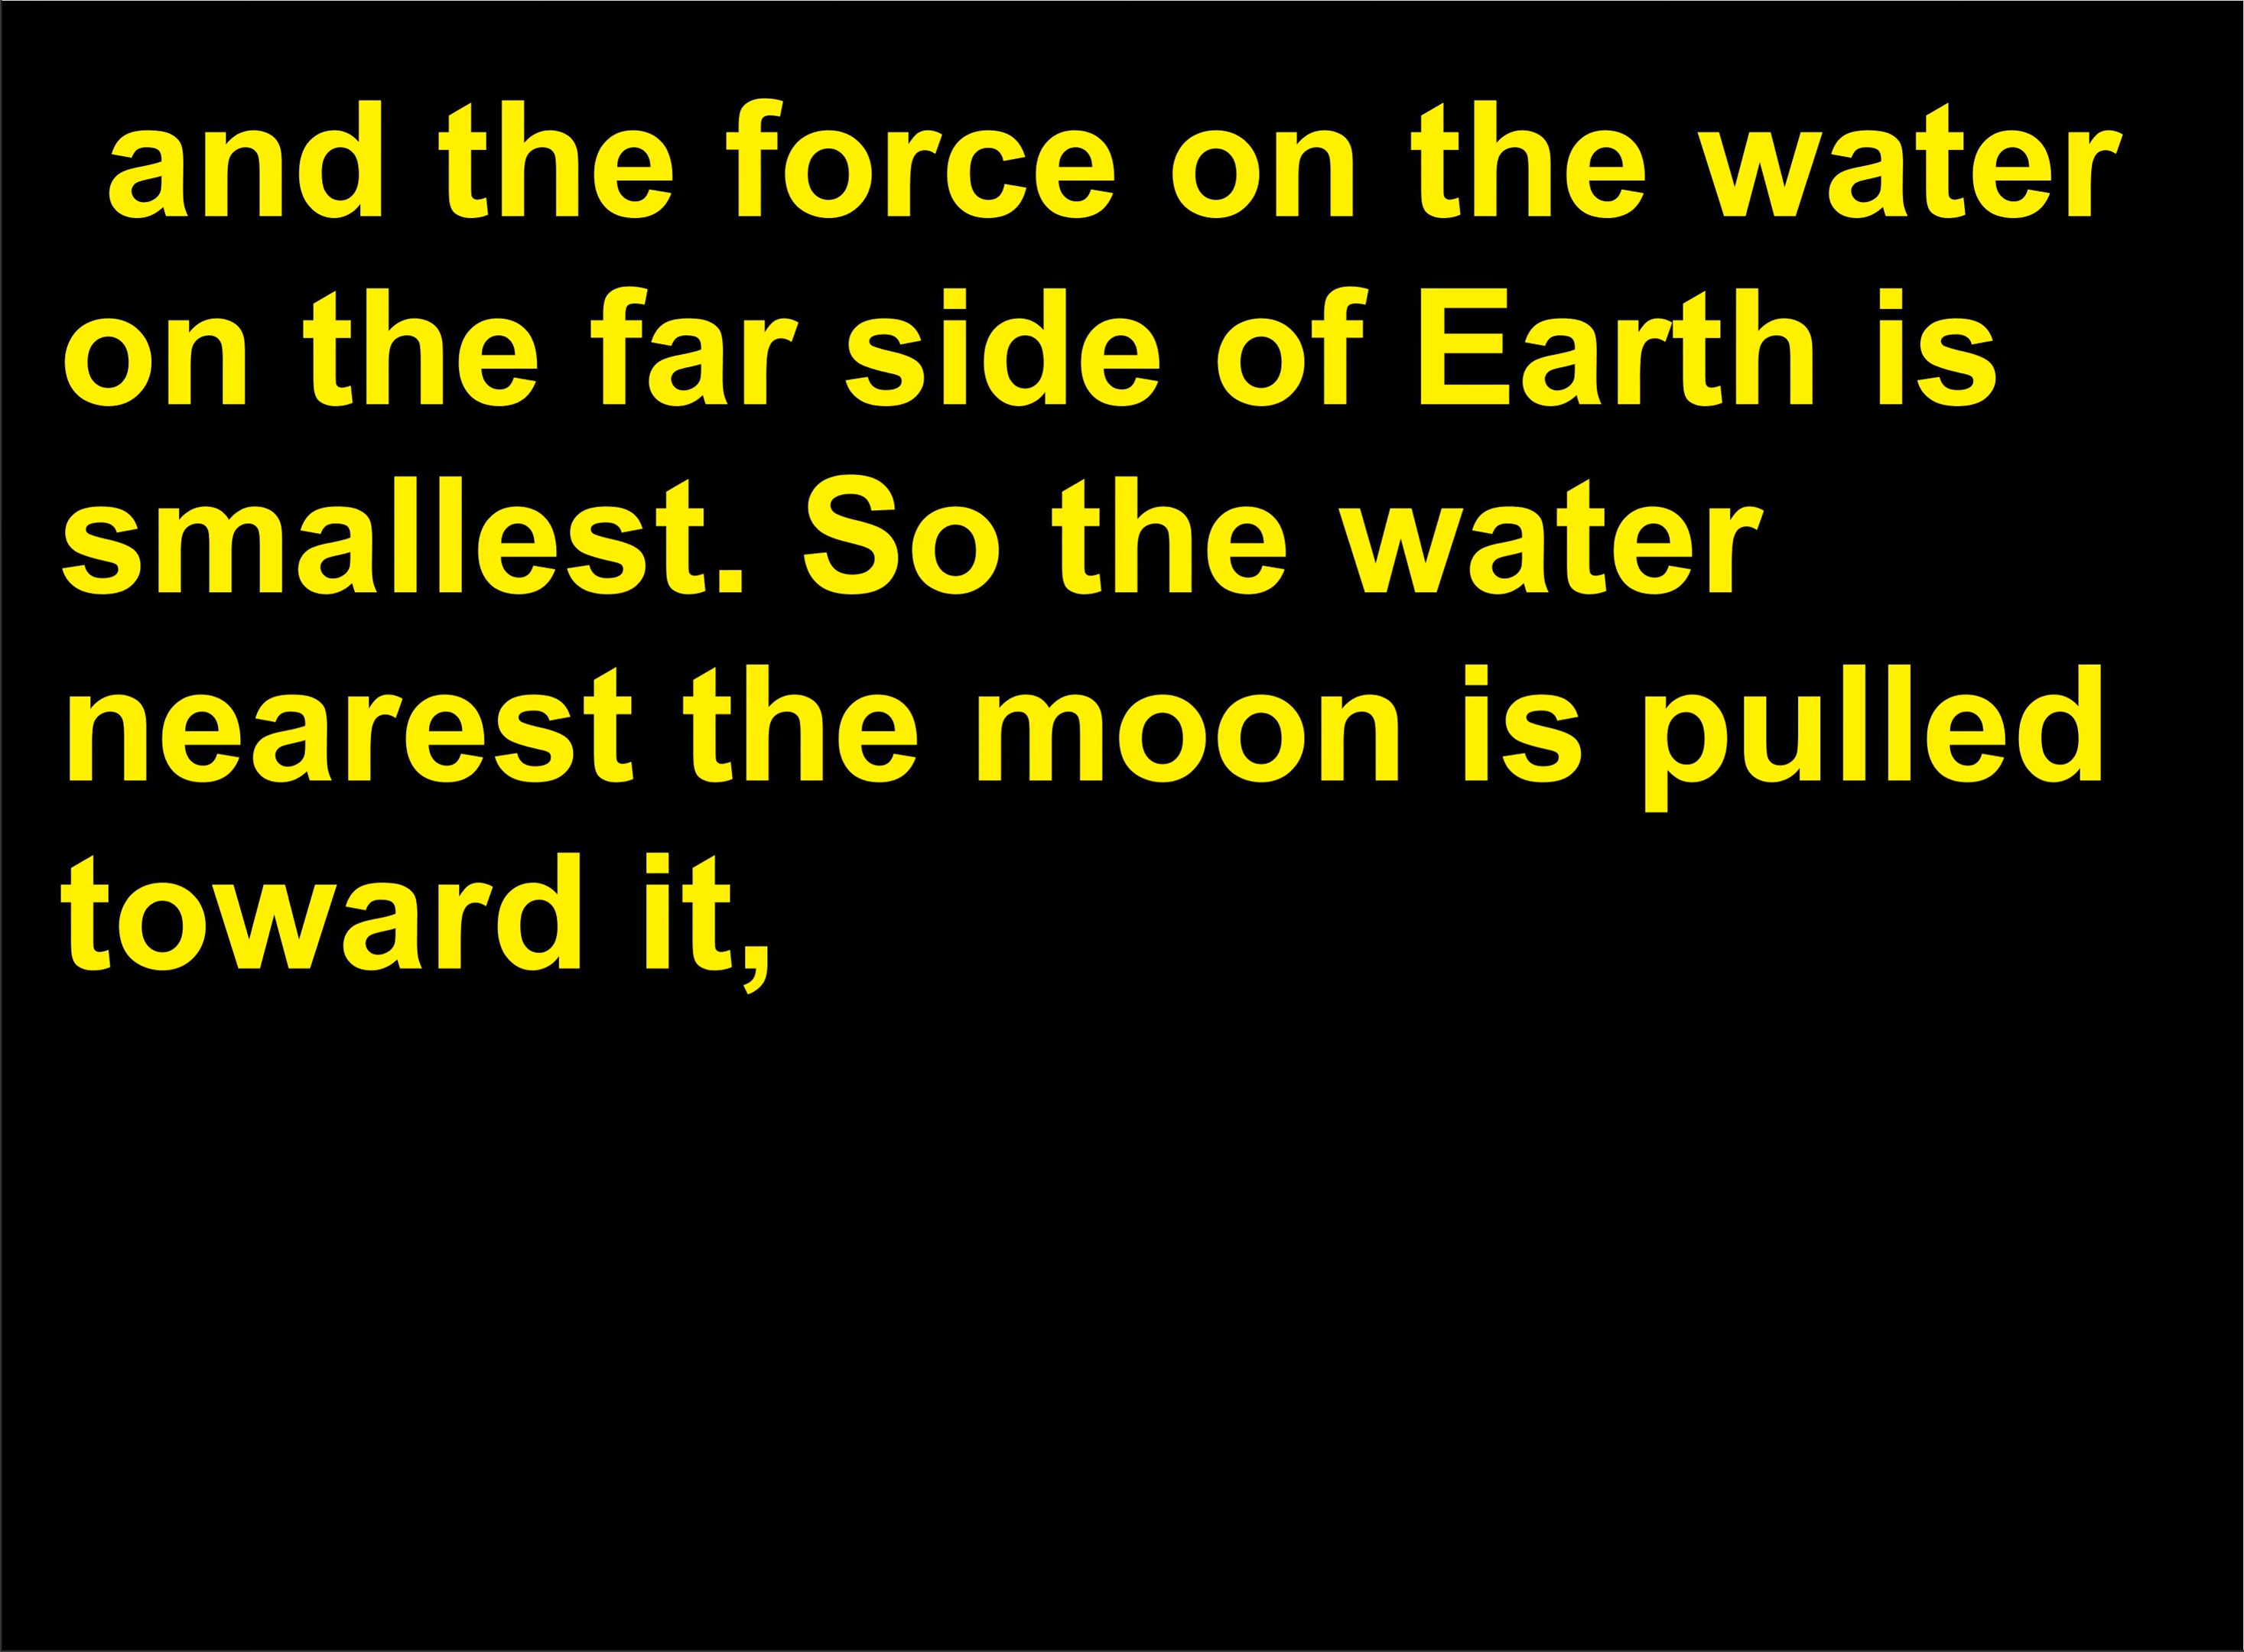 and the force on the water
on the far side of Earth is
smallest. So the water
nearest the moon is pulled
toward it,